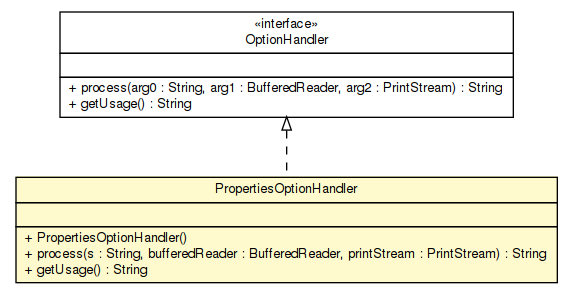 «interface»
OptionHandler
+ process(arg0 : String, arg1 : BufferedReader, arg2 : PrintStream) : String
+ getUsage() : String
PropertiesOptionHandler
+ PropertiesOptionHandler()
+ process(s : String, bufferedReader : BufferedReader, printStream : PrintStream) : String
+ getUsage() : String